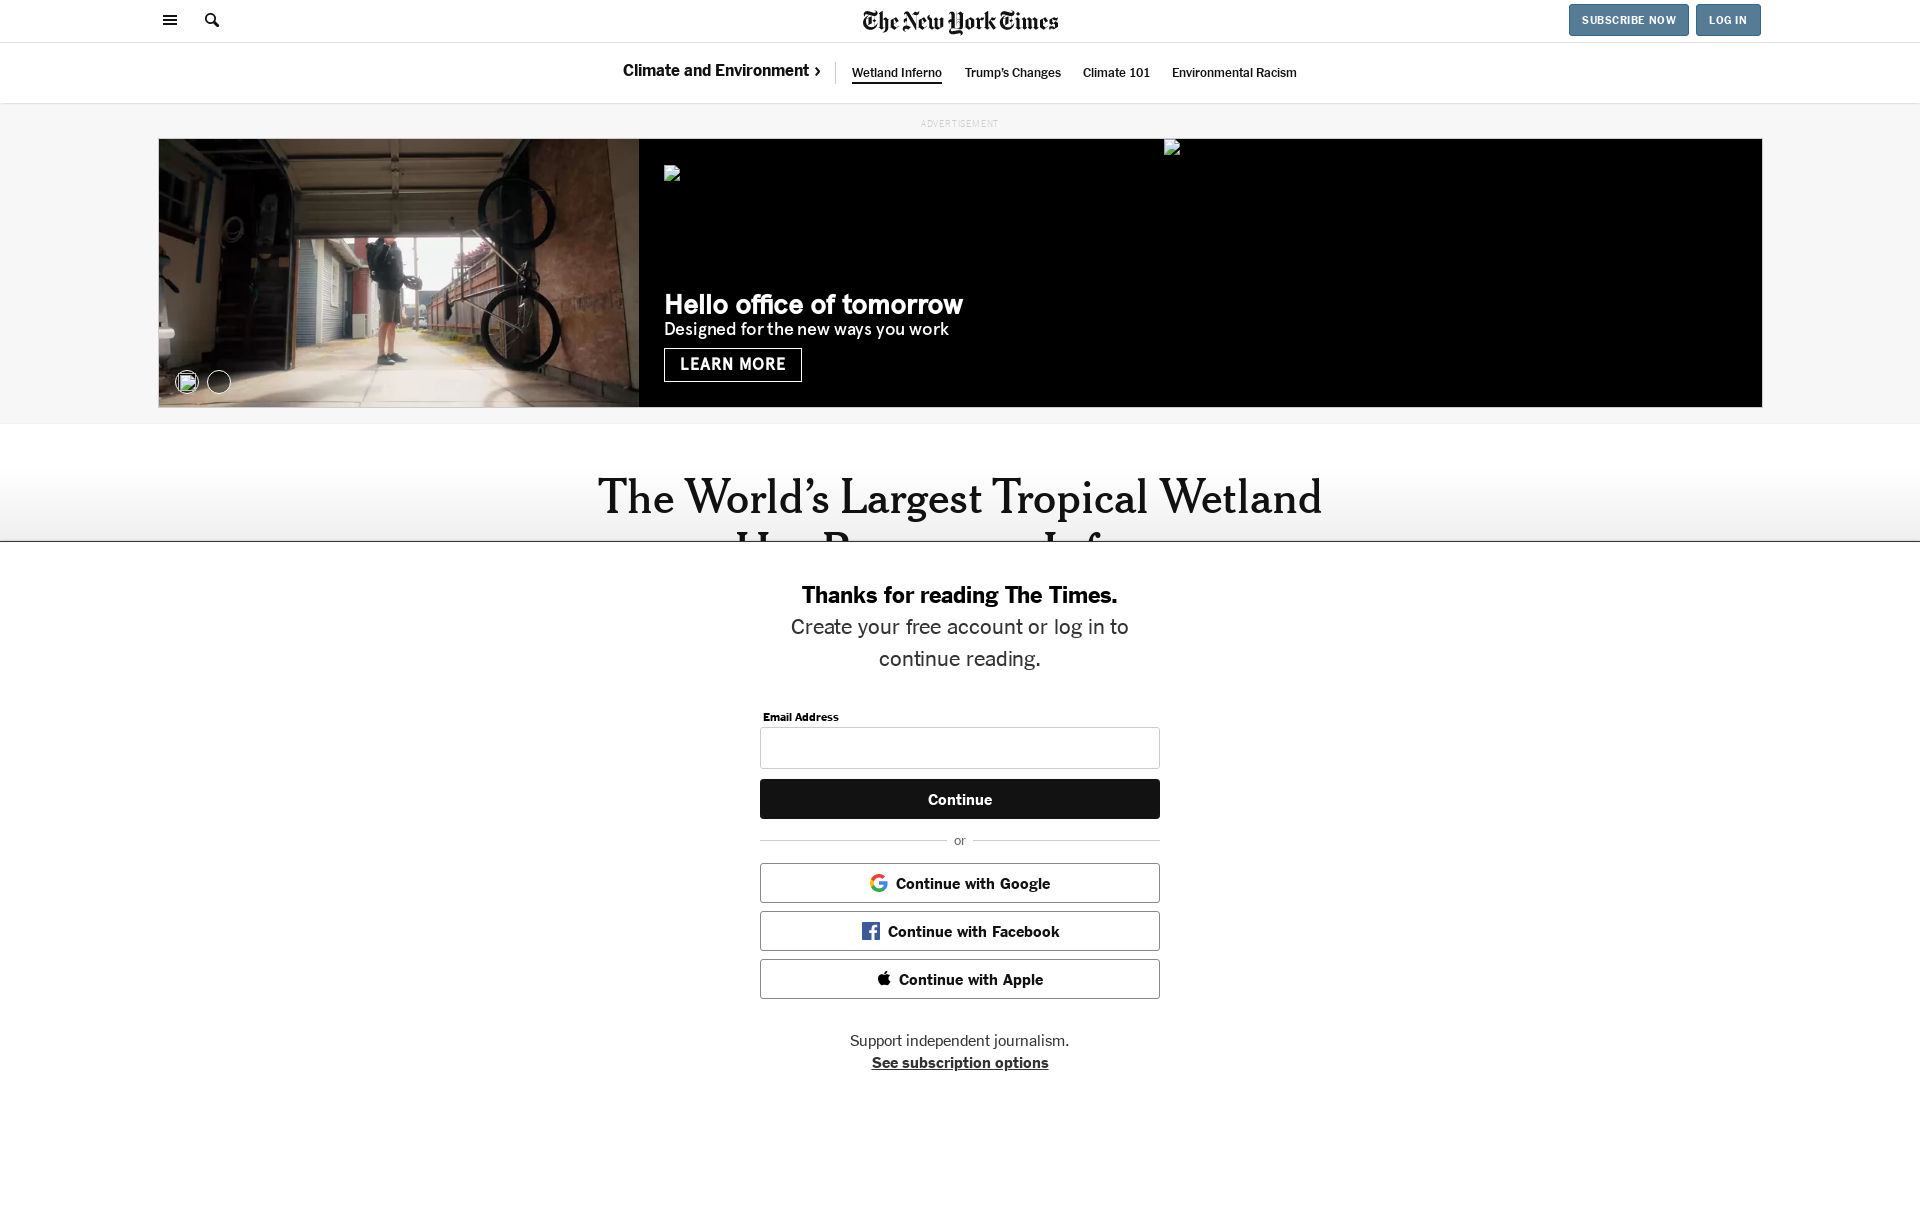 The New York Times
SUBSCRIBE NOW
LOG IN
Climate and Environment ›
Wetland Inferno
Trump's Changes
Climate 101
Environmental Racism
ADVERTISEMENT
Hello office of tomorrow
Designed for the new ways you work
LEARN MORE
The World’s Largest Tropical Wetland
Thanks for reading The Times.
Create your free account or log in to
continue reading.
Email Address
Continue
or
Continue with Google
Continue with Facebook
Continue with Apple
Support independent journalism.
See subscription options